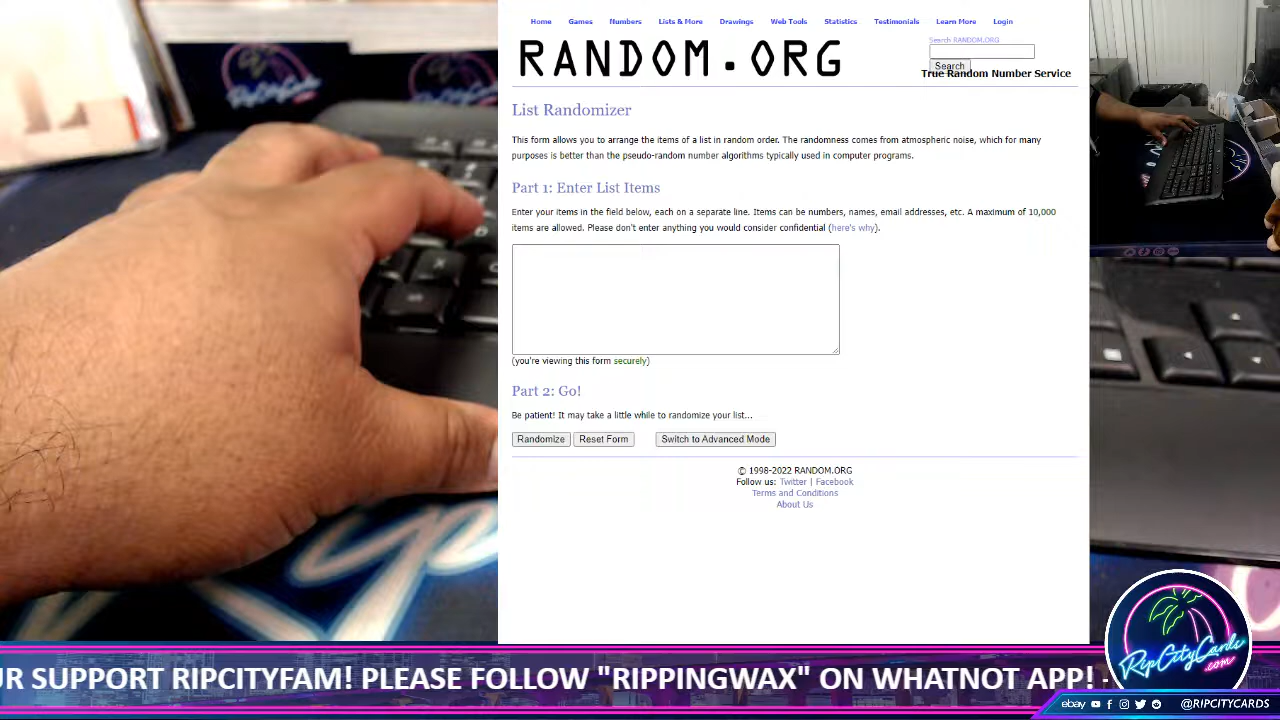 Home Games Numbers Lists & More Drawings Web Tools Statistics Testimonials Learn More Login
RANDOM.ORG
Search RANDOM.ORG
Search
True Random Number Service
List Randomizer
This form allows you to arrange the items of a list in random order. The randomness comes from atmospheric noise, which for many
purposes is better than the pseudo-random number algorithms typically used in computer programs.
Part 1: Enter List Items
Enter your items in the field below, each on a separate line. Items can be numbers, names, email addresses, etc. A maximum of 10,000
items are allowed. Please don't enter anything you would consider confidential (here's why).
(you're viewing this form securely)
Part 2: Go!
Be patient! It may take a little while to randomize your list...
Randomize Reset Form Switch to Advanced Mode
© 1998-2022 RANDOM.ORG
Follow us: Twitter | Facebook
Terms and Conditions
About Us
RipCityCards
RipCityCards
.com
UR SUPPORT RIPCITYFAM! PLEASE FOLLOW "RIPPINGWAX" ON WHATNOT APP! -
ebay @RIPCITYCARDS